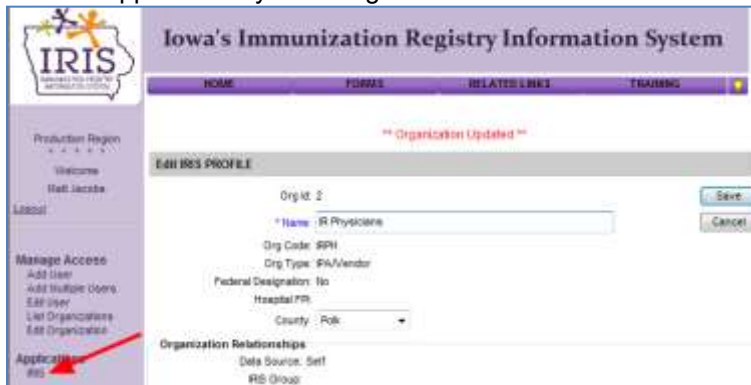 IRIS
Iowa's Immunization Registry Information System
HOME FORMS RELATED LINKS TRAINING
Production Region
Welcome
Logout
** Organization Updated **
Edit IRIS PROFILE
Org Id: 2
Save
* Name IR Physicians
Cancel
Org Code: IRPH
Org Type: IPA/Vendor
Federal Designation: No
Hospital FPI:
County Polk
Manage Access
Add User
Add Multiple Users
Edit User
List Organizations
Edit Organization
Organization Relationships
Data Source: Self
IRIS Group:
Applications
IRIS